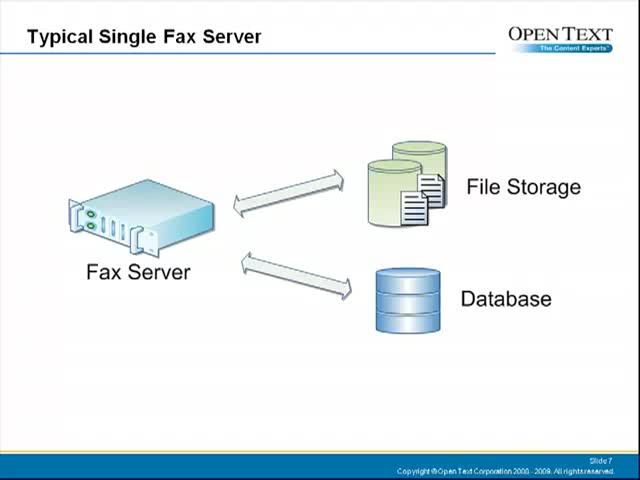 Typical Single Fax Server
OPEN TEXT
The Content Experts™
File Storage
Fax Server
Database
Slide 7
Copyright © Open Text Corporation 2000 - 2009. All rights reserved.